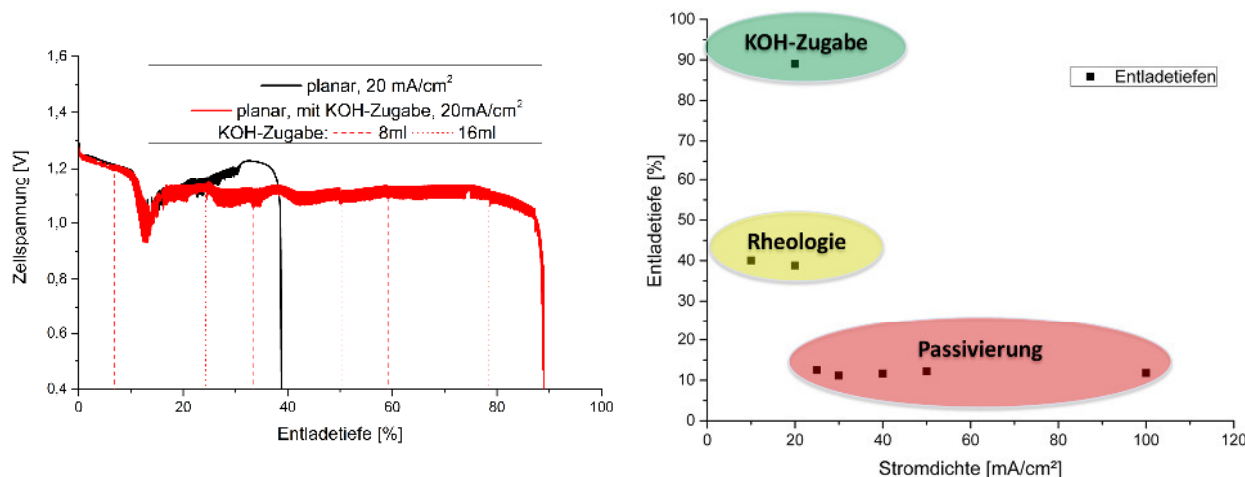 1,6
1,4
1,2
1,0
0,8
0,6
0,4
Zellspannung [V]
planar, 20 mA/cm²
planar, mit KOH-Zugabe, 20mA/cm²
KOH-Zugabe: 8ml 16ml
0 20 40 60 80 100
Entladetiefe [%]
100%
90
80
70
60
50
40
30
20
10
0
Entladetiefe [%]
KOH-Zugabe
Entladetiefen
Rheologie
Passivierung
0 20 40 60 80 100 120
Stromdichte [mA/cm²]